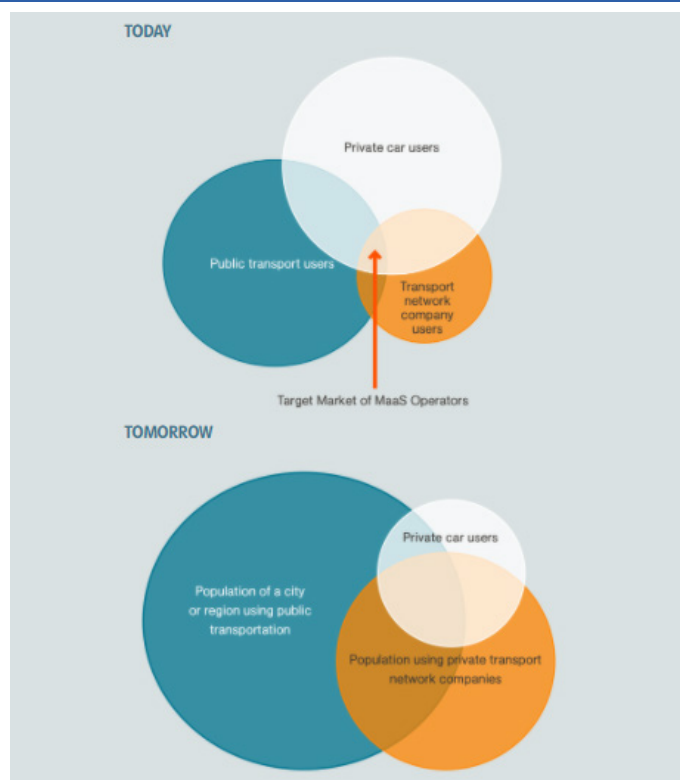 TODAY
Private car users
Public transport users
Transport
network
company
users
Target Market of MaaS Operators
TOMORROW
Private car users
Population of a city
or region using public
transportation
Population using private transport
network companies